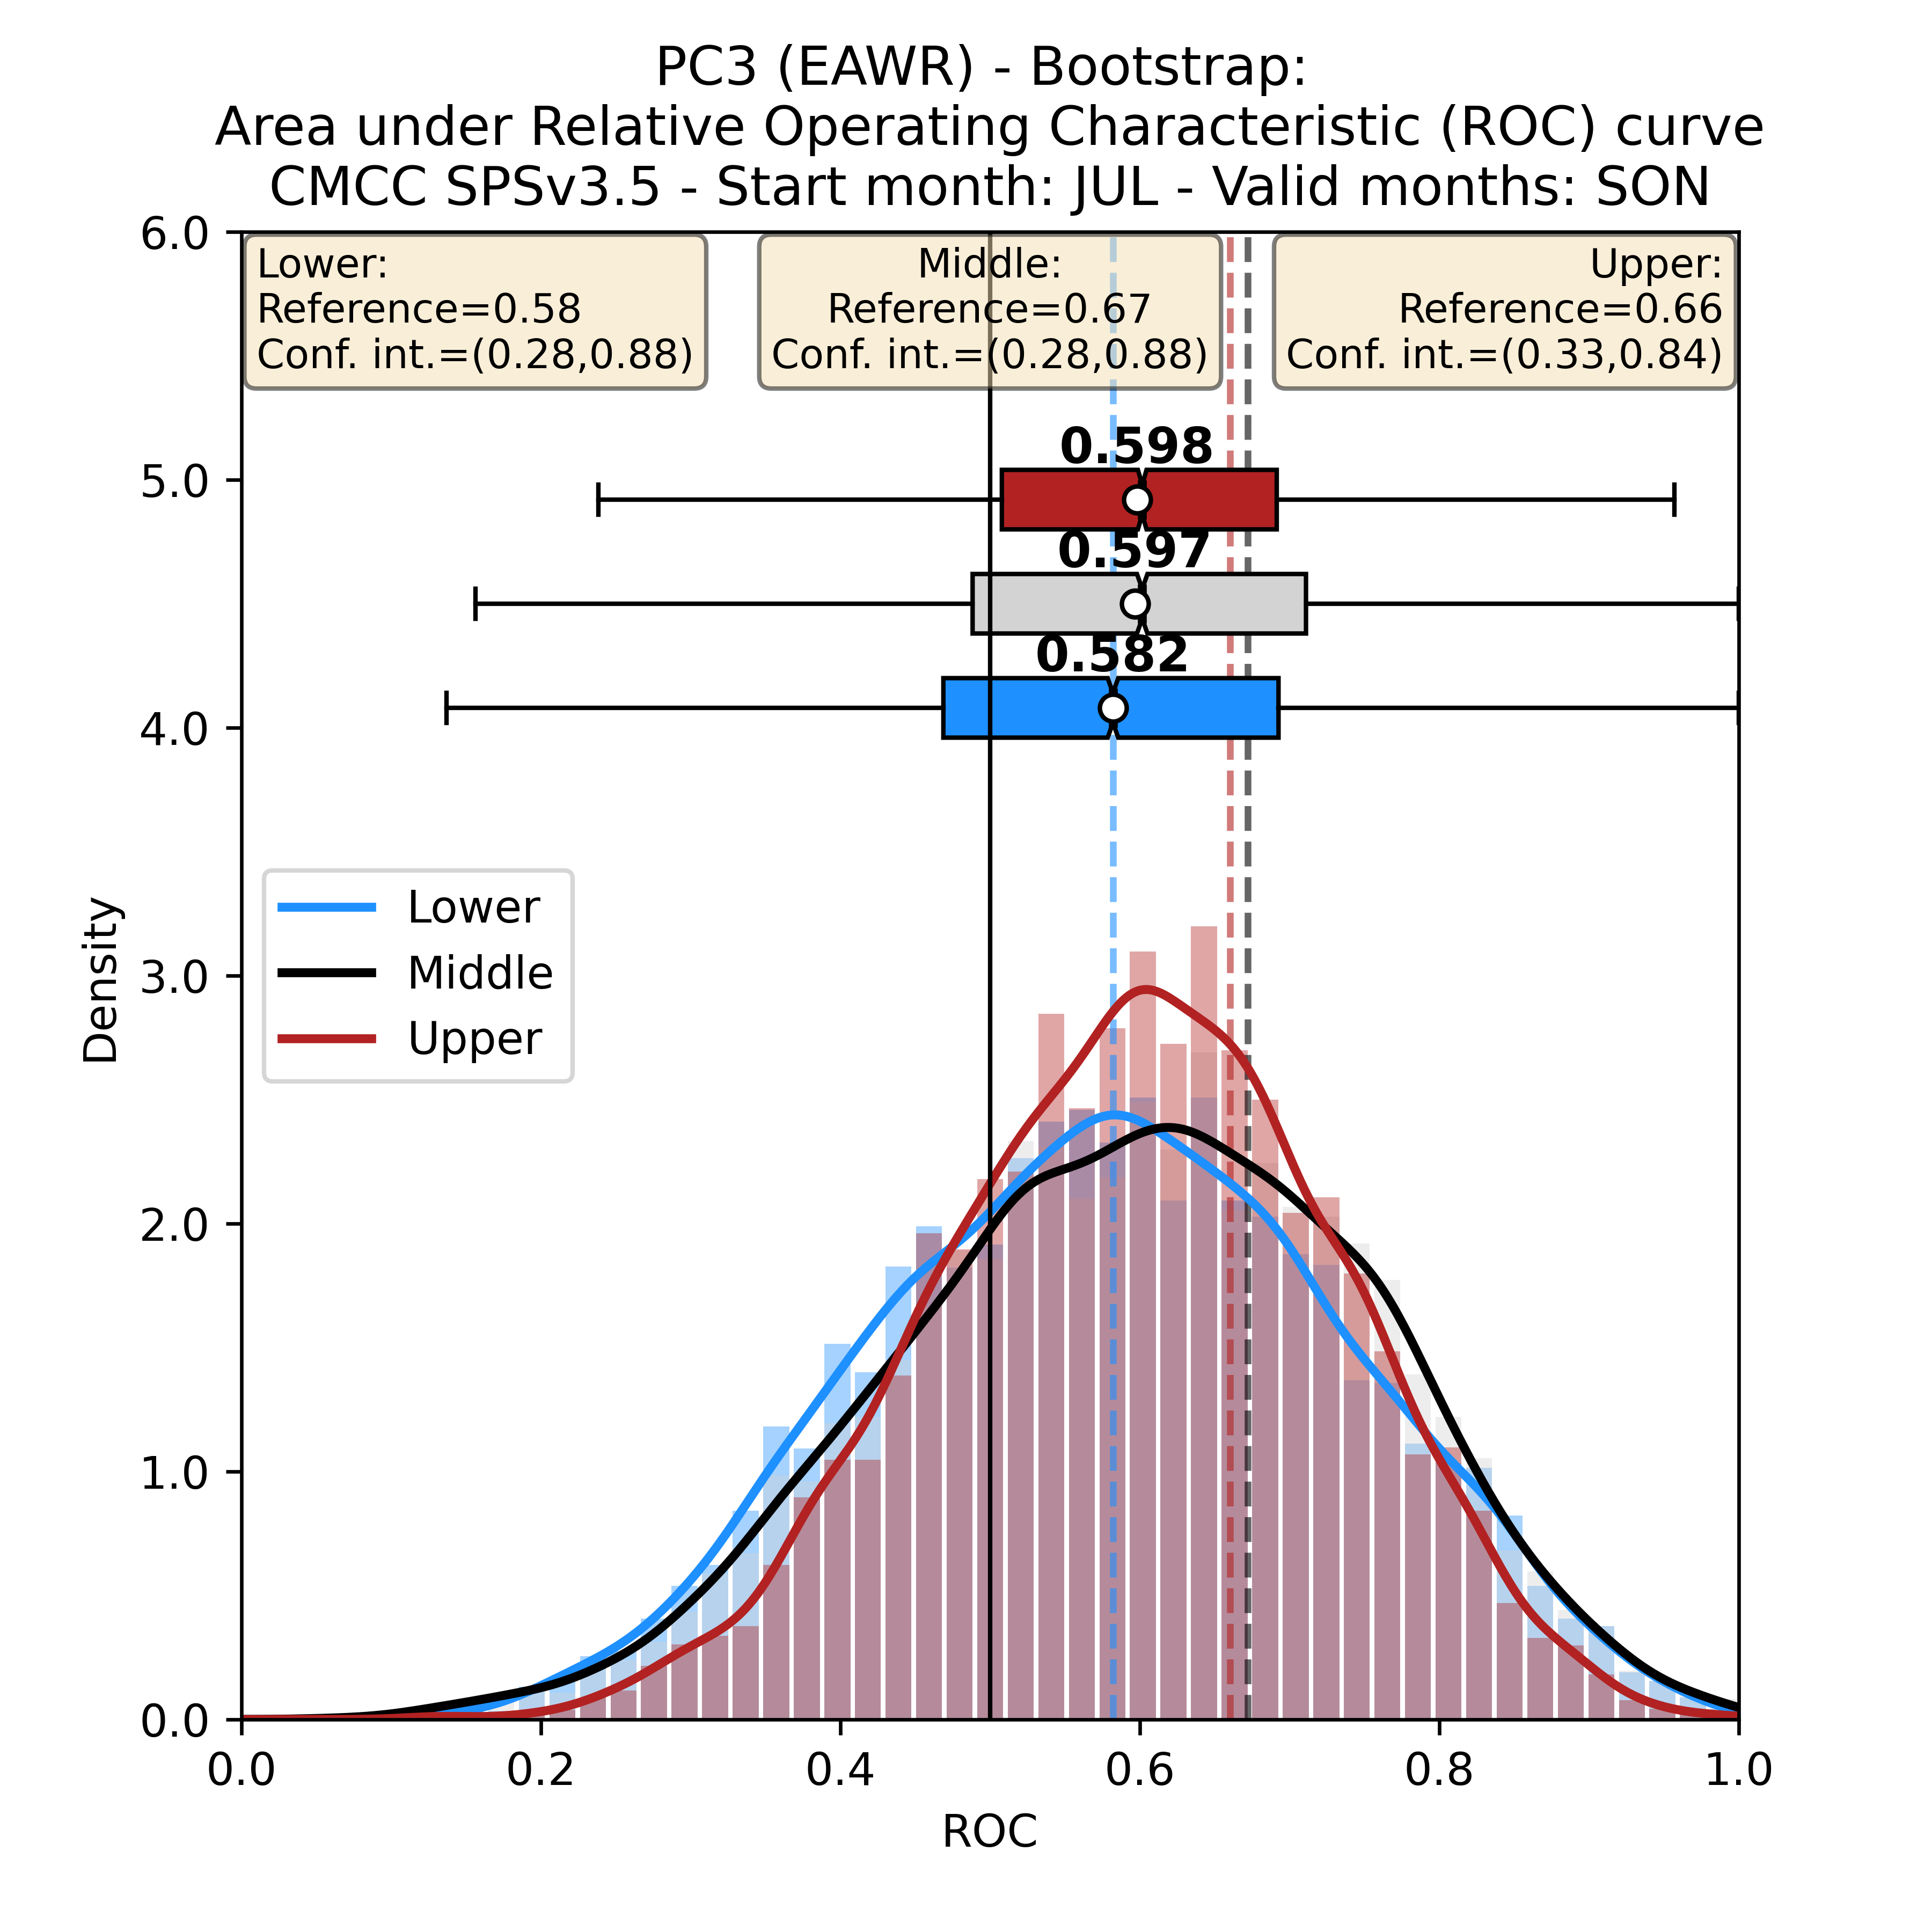 PC3 (EAWR) - Bootstrap:
Area under Relative Operating Characteristic (ROC) curve
CMCC SPSv3.5 - Start month: JUL - Valid months: SON
Lower:
Reference=0.58
Conf. int.=(0.28,0.88)
Middle:
Reference=0.67
Conf. int.=(0.28,0.88)
Upper:
Reference=0.66
Conf. int.=(0.33,0.84)
0.598
0.597
0.582
Lower
Middle
Upper
Density
6.0
5.0
4.0
3.0
2.0
1.0
0.0
0.0 0.2 0.4 0.6 0.8 1.0
ROC